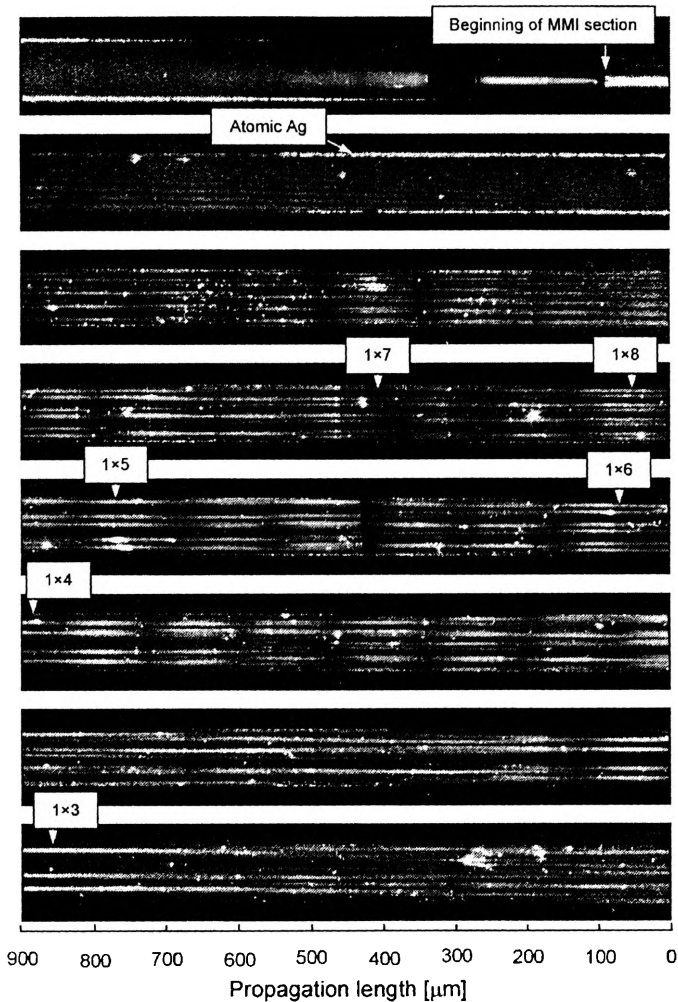 Beginning of MMI section
Atomic Ag
1×7
1×8
1×5
1×6
1×4
1×3
900 800 700 600 500 400 300 200 100 0
Propagation length [μm]